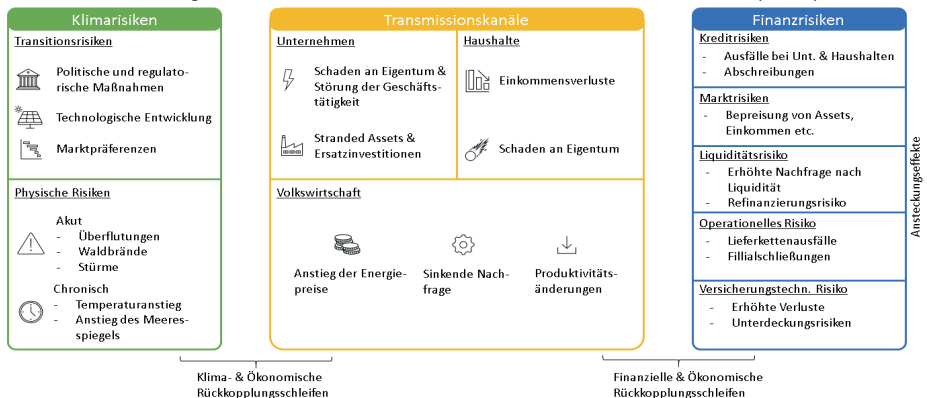 Klimarisiken
Transitionsrisiken
Politische und regulato-
rische Maßnahmen
Technologische Entwicklung
Marktpräferenzen
Physische Risiken
Akut
- Überflutungen
- Waldbrände
- Stürme
Chronisch
- Temperaturanstieg
- Anstieg des Meeres-
spiegels
Transmissionskanäle
Unternehmen
Schaden an Eigentum &
Störung der Geschäfts-
tätigkeit
Stranded Assets &
Ersatzinvestitionen
Haushalte
Einkommensverluste
Schaden an Eigentum
Volkswirtschaft
Anstieg der Energie-
preise
Sinkende Nach-
frage
Produktivitäts-
änderungen
Finanzrisiken
Kreditrisiken
- Ausfälle bei Unt. & Haushalten
- Abschreibungen
Marktrisiken
- Bepreisung von Assets,
Einkommen etc.
Liquiditätsrisiko
- Erhöhte Nachfrage nach
Liquidität
- Refinanzierungsrisiko
Operationelles Risiko
- Lieferkettenausfälle
- Fillialschließungen
Versicherungstechn. Risiko
- Erhöhte Verluste
- Unterdeckungsrisiken
Ansteckungseffekte
Klima- & Ökonomische
Rückkopplungsschleifen
Finanzielle & Ökonomische
Rückkopplungsschleifen